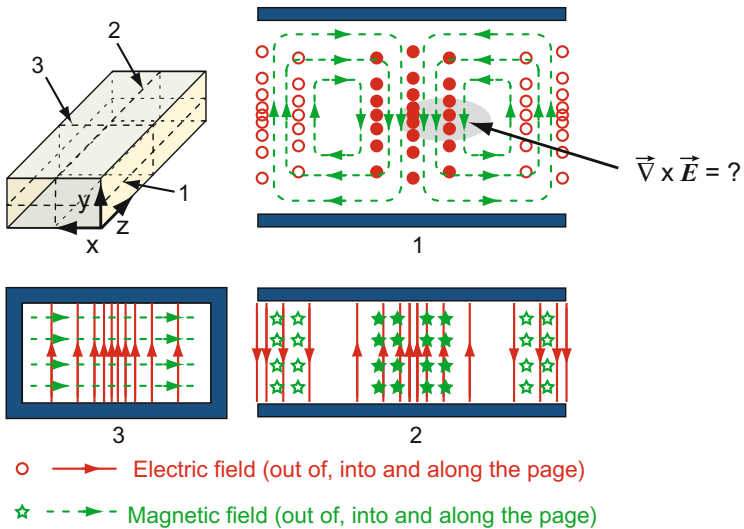 2
3
1
y
x
z
∇⃗ x E⃗ = ?
1
3
2
Electric field (out of, into and along the page)
Magnetic field (out of, into and along the page)